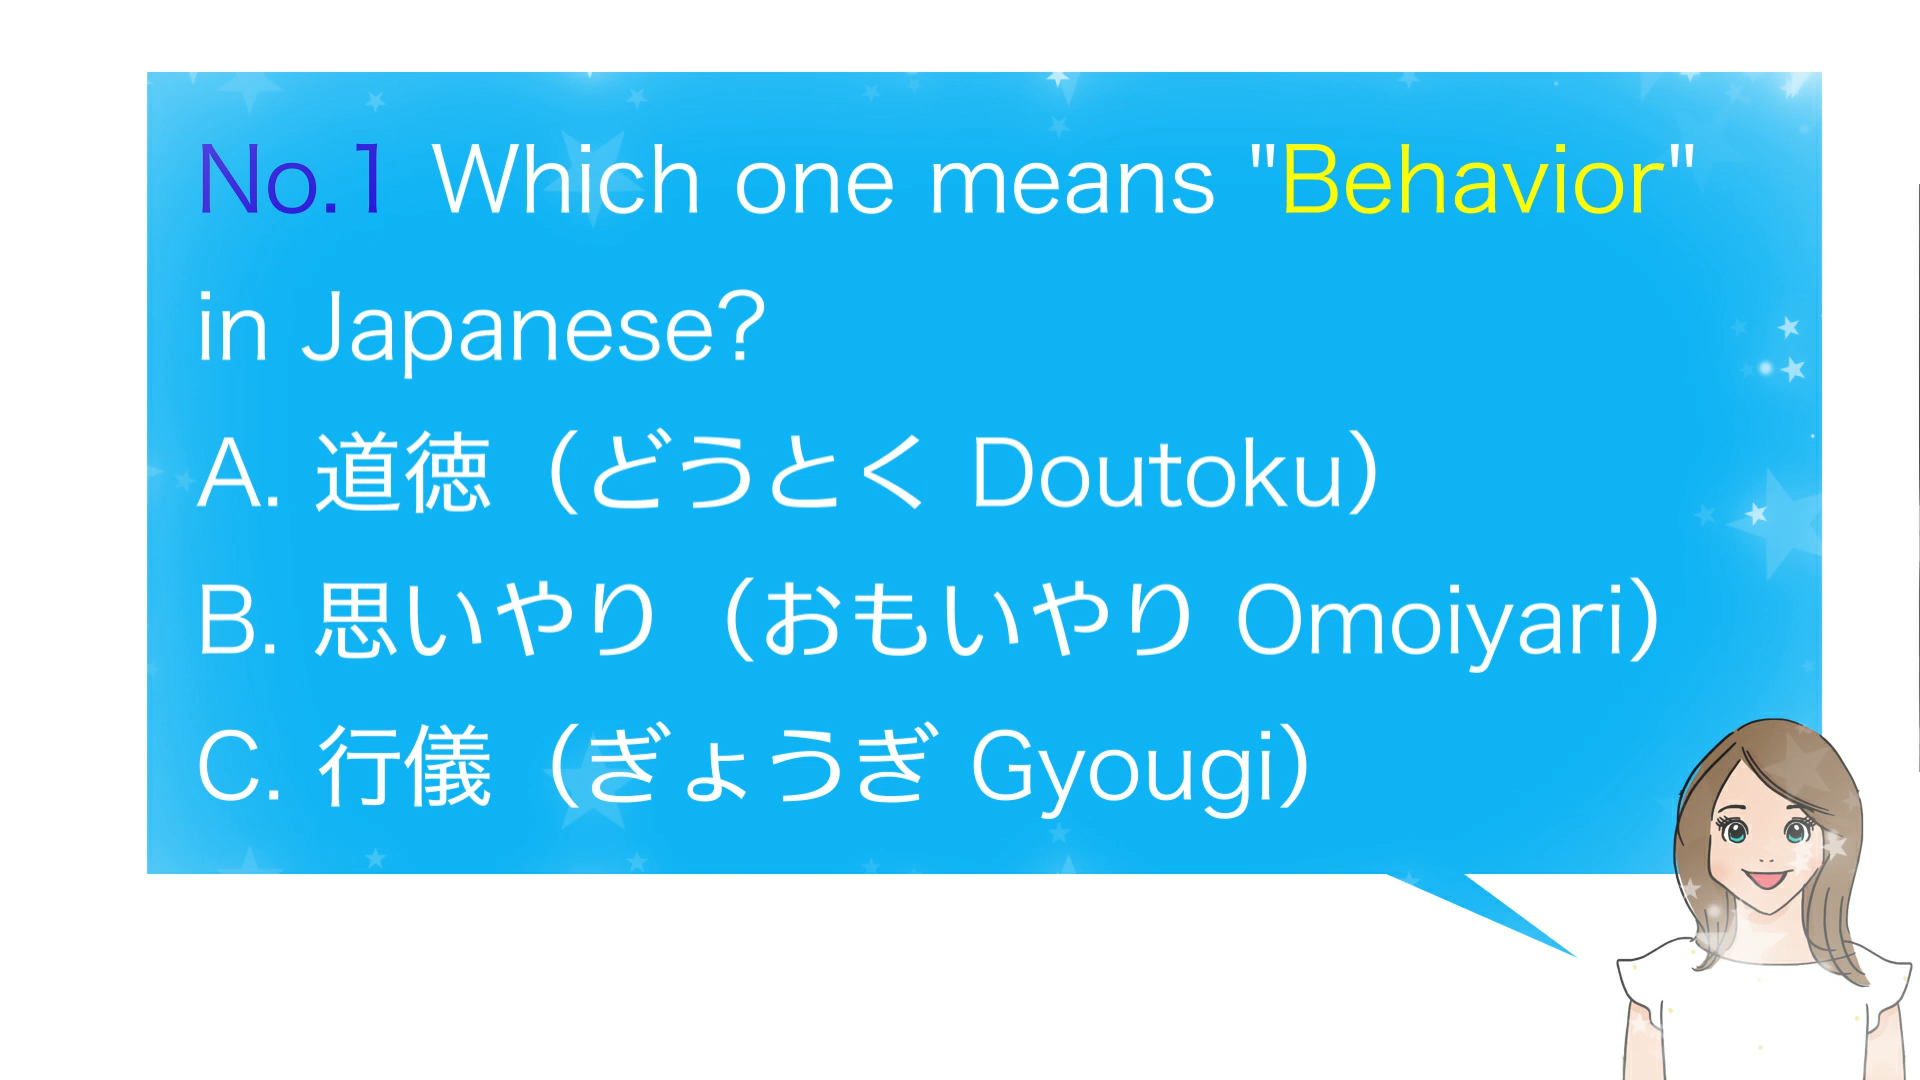 No.1 Which one means "Behavior"
in Japanese?
A. 道徳（どうとく Doutoku）
B. 思いやり（おもいやり Omoiyari）
C. 行儀（ぎょうぎ Gyougi）